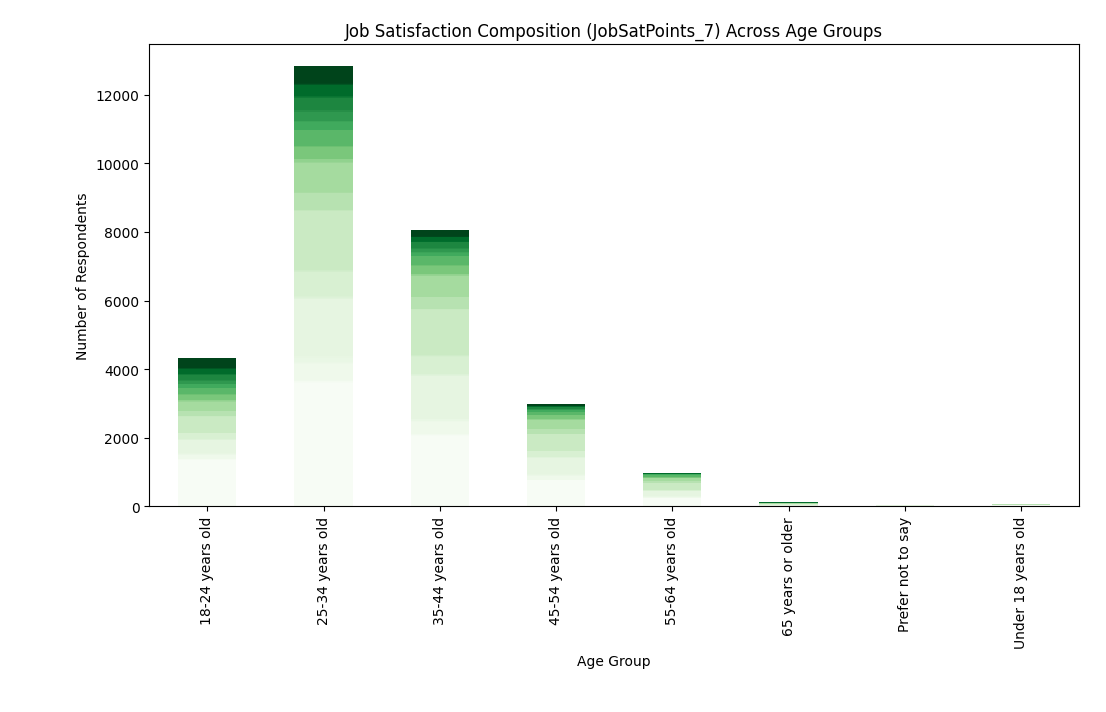 Job Satisfaction Composition (JobSatPoints_7) Across Age Groups
Number of Respondents
12000
10000
8000
6000
4000
2000
0
18-24 years old
25-34 years old
35-44 years old
45-54 years old
55-64 years old
65 years or older
Prefer not to say
Under 18 years old
Age Group